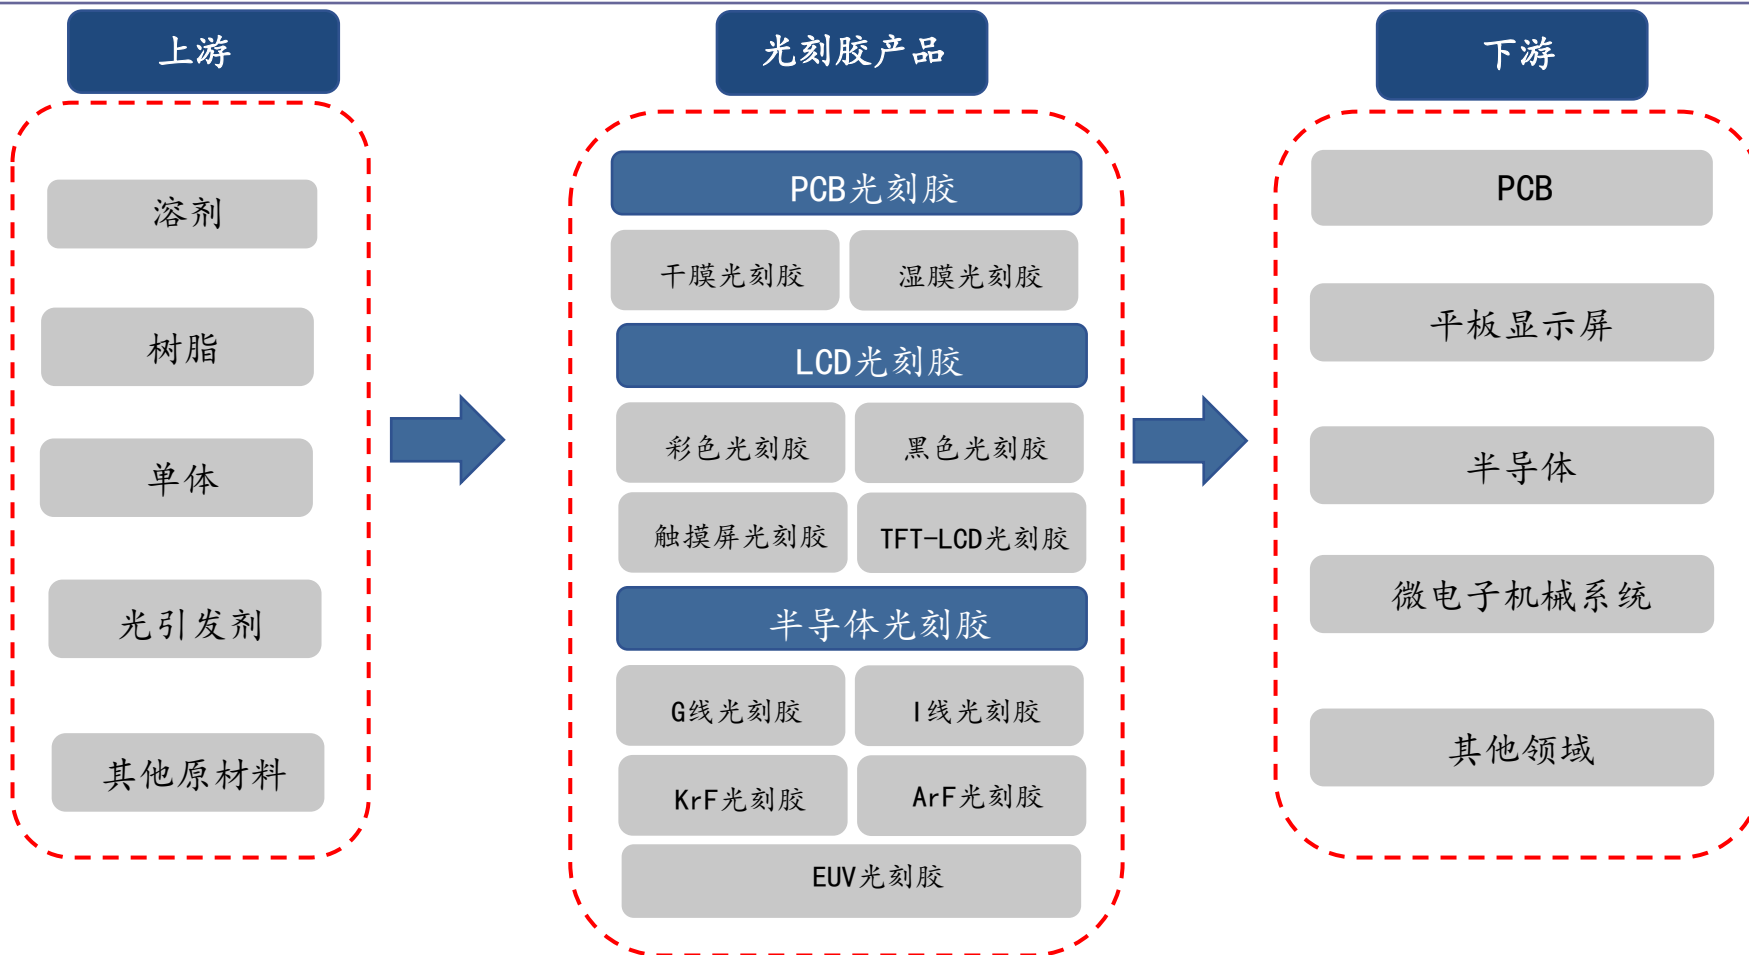 上游
溶剂
树脂
单体
光引发剂
其他原材料
光刻胶产品
PCB光刻胶
干膜光刻胶
湿膜光刻胶
LCD光刻胶
彩色光刻胶
黑色光刻胶
触摸屏光刻胶
TFT-LCD光刻胶
半导体光刻胶
G线光刻胶
I线光刻胶
KrF光刻胶
ArF光刻胶
EUV光刻胶
下游
PCB
平板显示屏
半导体
微电子机械系统
其他领域